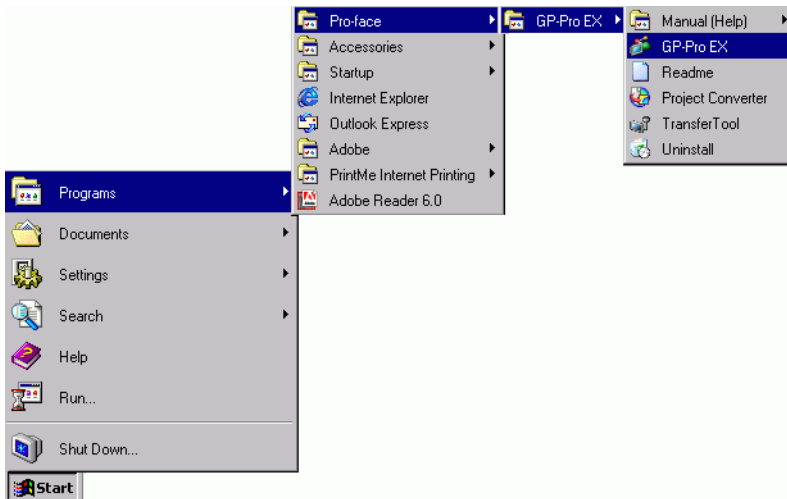 Pro-face
Accessories
Startup
Internet Explorer
Outlook Express
Adobe
PrintMe Internet Printing
Adobe Reader 6.0
GP-Pro EX
Manual (Help)
GP-Pro EX
Readme
Project Converter
TransferTool
Uninstall
Programs
Documents
Settings
Search
Help
Run...
Shut Down...
Start